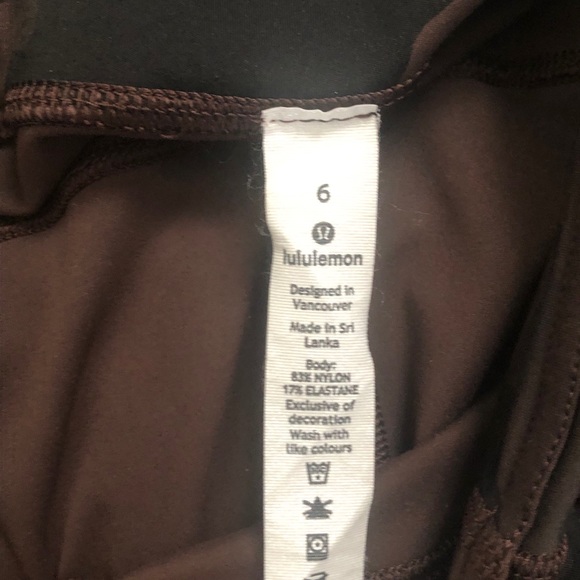 6
lululemon
Designed in
Vancouver
Made in Sri
Lanka
Body:
83% NYLON
17% ELASTANE
Exclusive of
decoration
Wash with
like colours